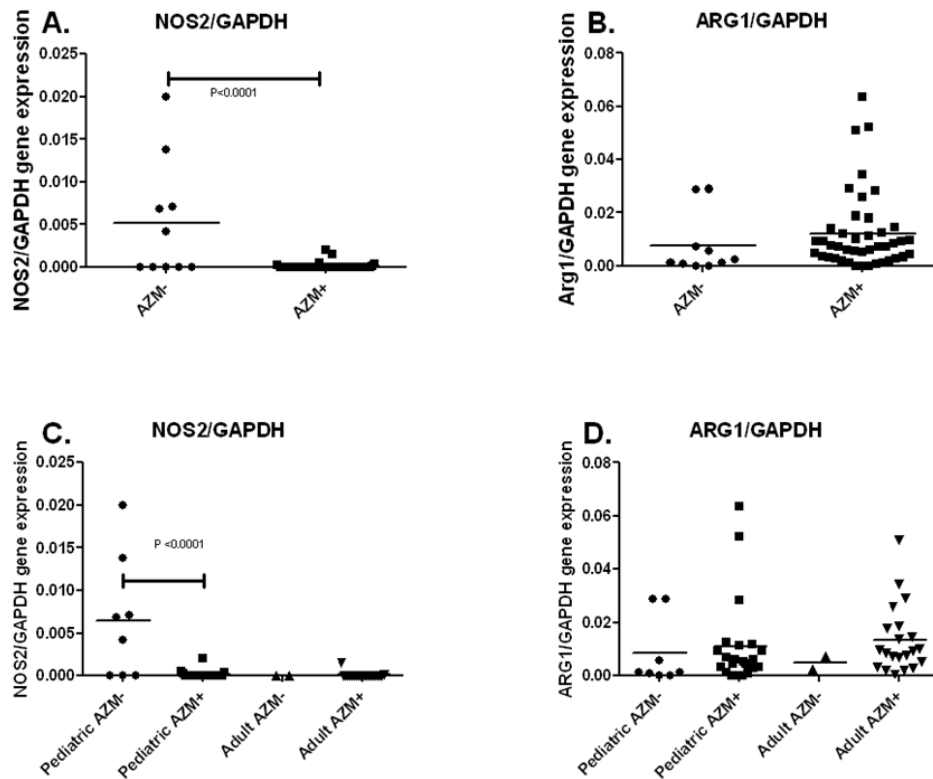 A.
NOS2/GAPDH
NOS2/GAPDH gene expression
0.025
0.020
0.015
0.010
0.005
0.000
P<0.0001
AZM-
AZM+
B.
ARG1/GAPDH
Arg1/GAPDH gene expression
0.08
0.06
0.04
0.02
0.00
AZM-
AZM+
C.
NOS2/GAPDH
NOS2/GAPDH gene expression
0.025
0.020
0.015
0.010
0.005
0.000
P <0.0001
Pediatric AZM-
Pediatric AZM+
Adult AZM-
Adult AZM+
D.
ARG1/GAPDH
ARG1/GAPDH gene expression
0.08
0.06
0.04
0.02
0.00
Pediatric AZM-
Pediatric AZM+
Adult AZM-
Adult AZM+